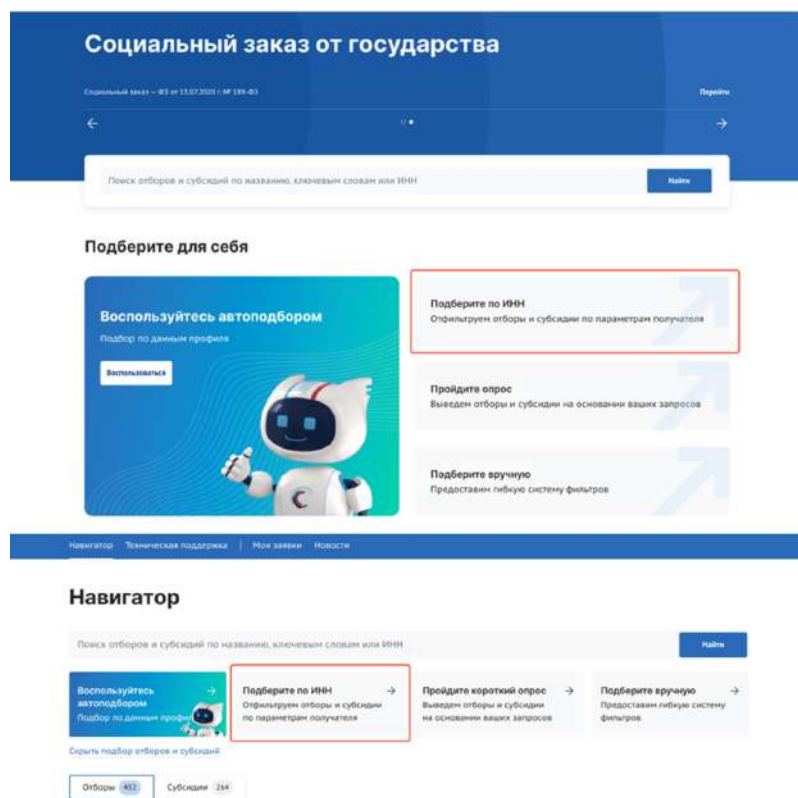 Социальный заказ от государства
Социальный заказ — ФЗ от 13.07.2020 г. № 189-ФЗ
Перейти
Поиск отборов и субсидий по названию, ключевым словам или ИНН
Найти
Подберите для себя
Воспользуйтесь автоподбором
Подбор по данным профиля
Воспользоваться
Подберите по ИНН
Отфильтруем отборы и субсидии по параметрам получателя
Пройдите опрос
Выведем отборы и субсидии на основании ваших запросов
Подберите вручную
Предоставим гибкую систему фильтров
Навигатор Техническая поддержка | Мои заявки Новости
Навигатор
Поиск отборов и субсидий по названию, ключевым словам или ИНН
Найти
Воспользуйтесь
автоподбором
Подбор по данным профи
Подберите по ИНН
Отфильтруем отборы и субсидии
по параметрам получателя
Пройдите короткий опрос
Выведем отборы и субсидии
на основании ваших запросов
Подберите вручную
Предоставим гибкую систему
фильтров
Скрыть подбор отборов и субсидий
Отборы 452
Субсидии 264